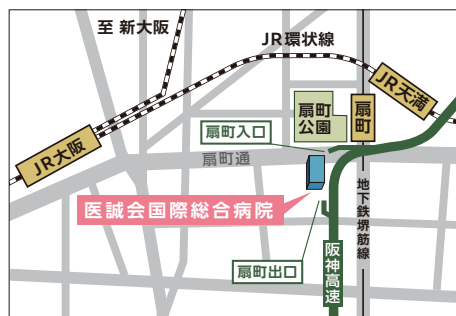 至 新大阪
JR環状線
JR天満
扇町
公園
扇町
扇町入口
JR大阪
扇町通
医誠会国際総合病院
地下鉄堺筋線
扇町出口
阪神高速